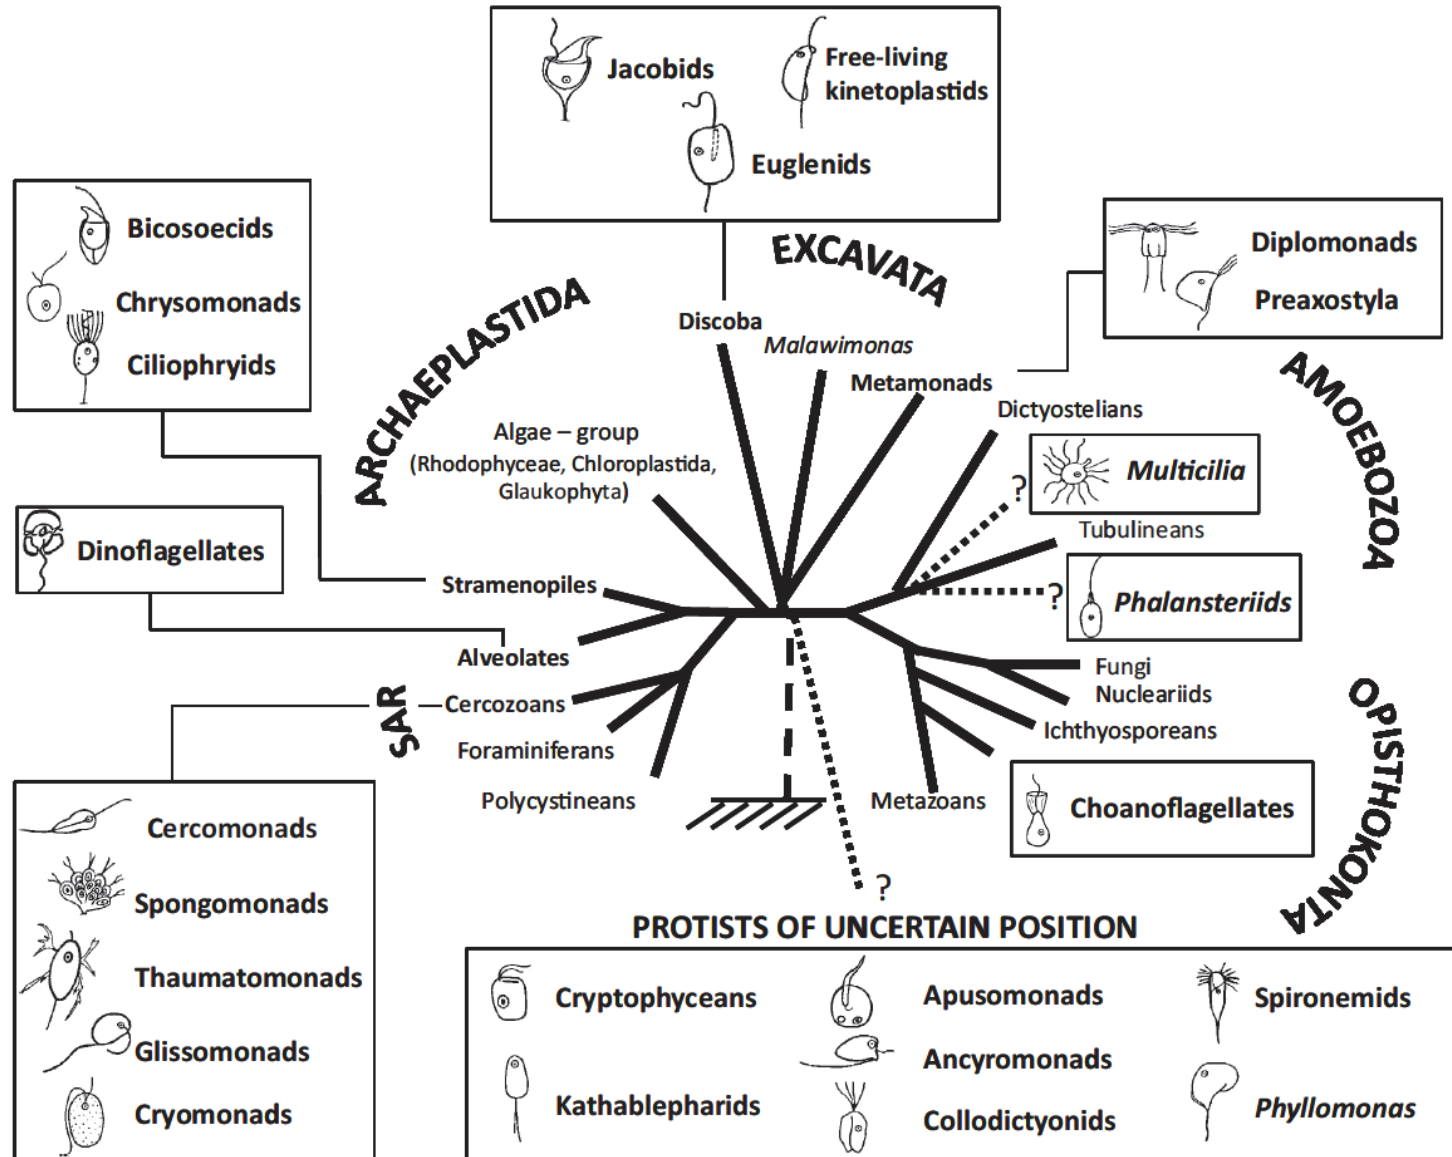 Jacobids
Free-living
kinetoplastids
Euglenids
Bicosoecids
Chrysomonads
Ciliophryids
Diplomonads
Preaxostyla
ARCHAEPLASTIDA
EXCAVATA
AMOEBOZOA
Discoba
Malawimonas
Metamonads
Dictyostelians
Algae – group
(Rhodophyceae, Chloroplastida,
Glaukophyta)
?
Multicilia
Tubulineans
Dinoflagellates
Stramenopiles
?
Phalansteriids
Alveolates
SAR
Cercozoans
Foraminiferans
Polycystineans
Fungi
Nucleariids
Ichthyosporeans
OPISTHOKONTA
Metazoans
Choanoflagellates
Cercomonads
Spongomonads
Thaumatomonads
Glissomonads
Cryomonads
?
PROTISTS OF UNCERTAIN POSITION
Cryptophyceans
Apusomonads
Spironemids
Ancyromonads
Kathablepharids
Collodictyonids
Phyllomonas